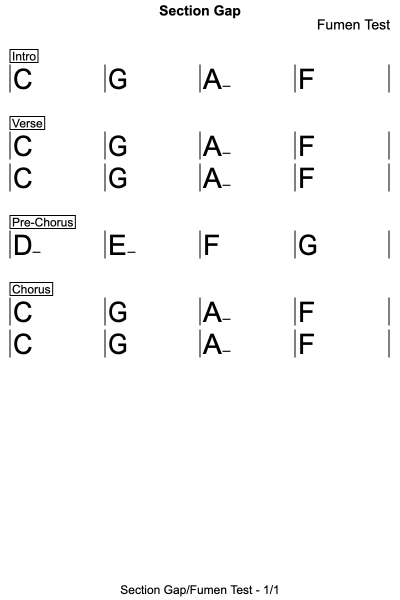 Section Gap
Fumen Test
Intro
|C |G |A– |F |
Verse
|C |G |A– |F |
|C |G |A– |F |
Pre-Chorus
|D– |E– |F |G |
Chorus
|C |G |A– |F |
|C |G |A– |F |
Section Gap/Fumen Test - 1/1